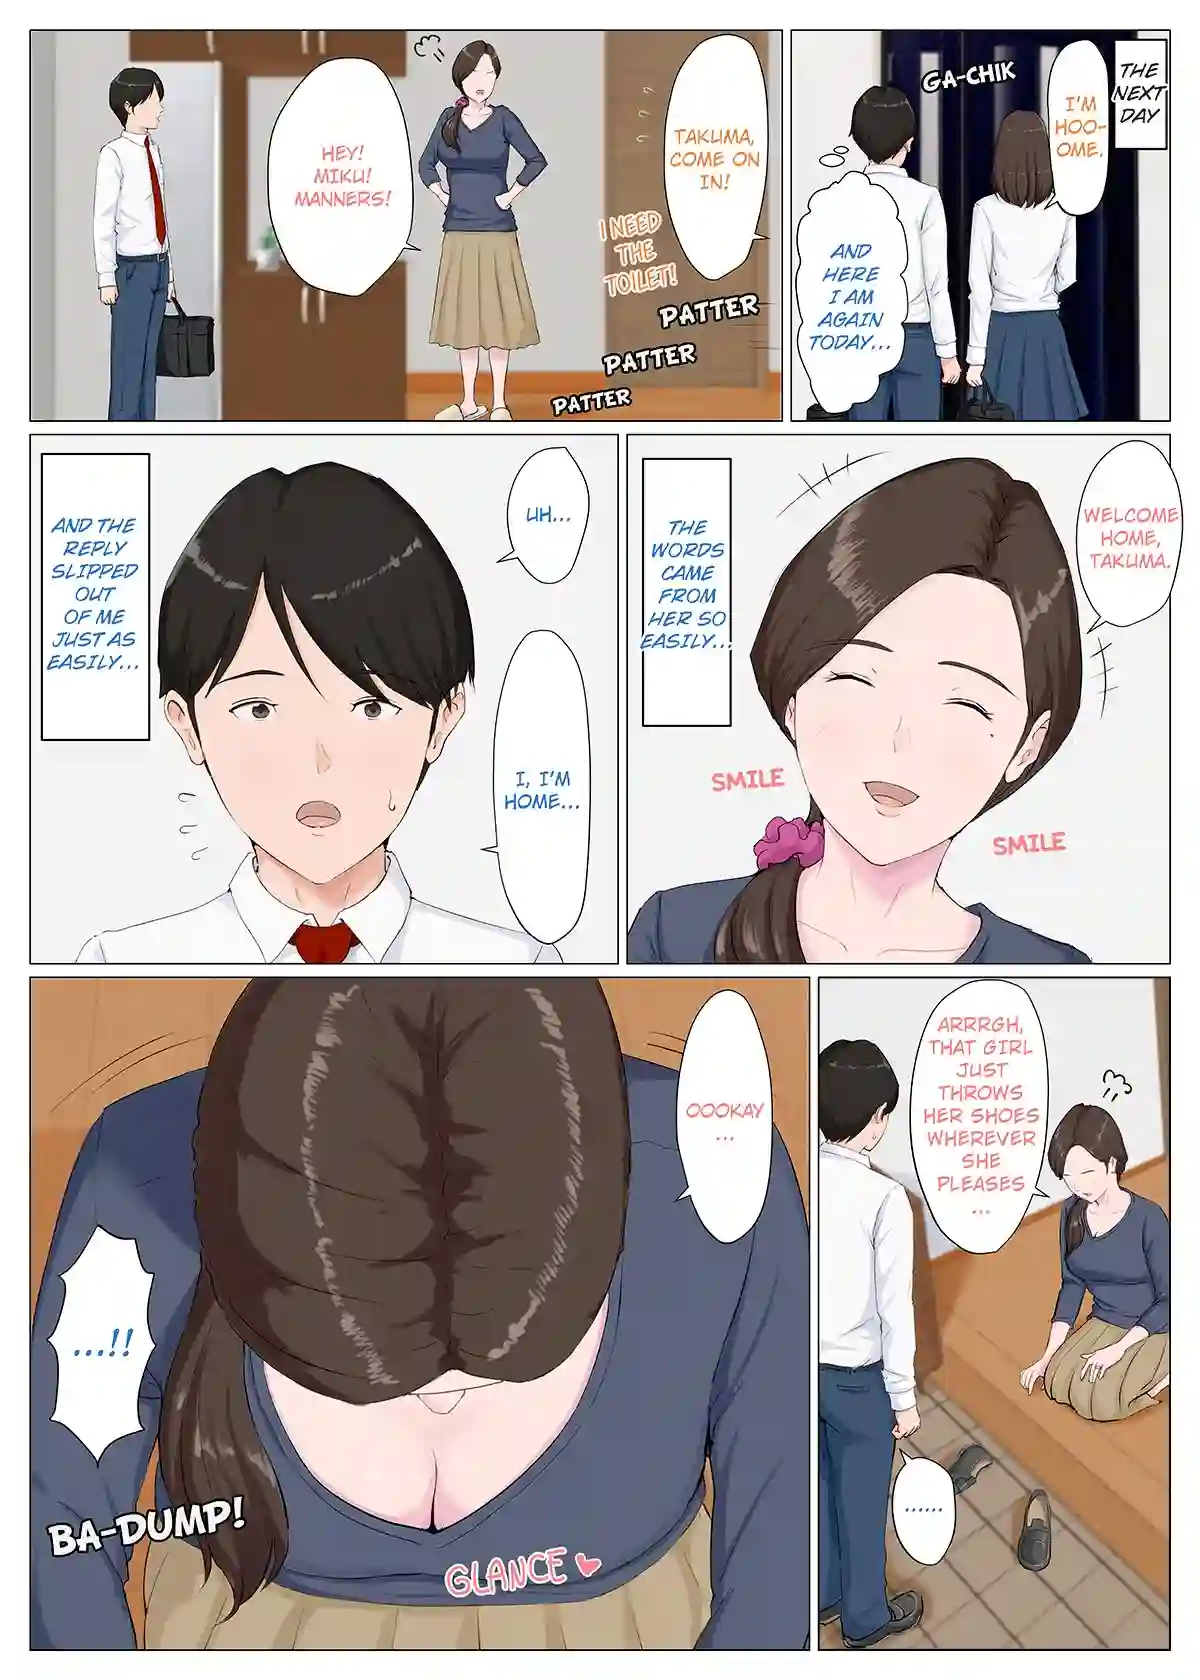 THE
NEXT
DAY
GA-CHIK
I'M
HOO-
OME.
AND
HERE
I AM
AGAIN
TODAY...
TAKUMA,
COME ON
IN!
I NEED
THE
TOILET!
PATTER
PATTER
PATTER
HEY!
MIKU!
MANNERS!
WELCOME
HOME,
TAKUMA.
THE
WORDS
CAME
FROM
HER SO
EASILY...
SMILE
SMILE
UH...
I, I'M
HOME...
AND THE
REPLY
SLIPPED
OUT
OF ME
JUST AS
EASILY...
ARRRGH,
THAT GIRL
JUST
THROWS
HER SHOES
WHEREVER
SHE
PLEASES
...
......
OOOKAY
...
...!!
BA-DUMP!
GLANCE